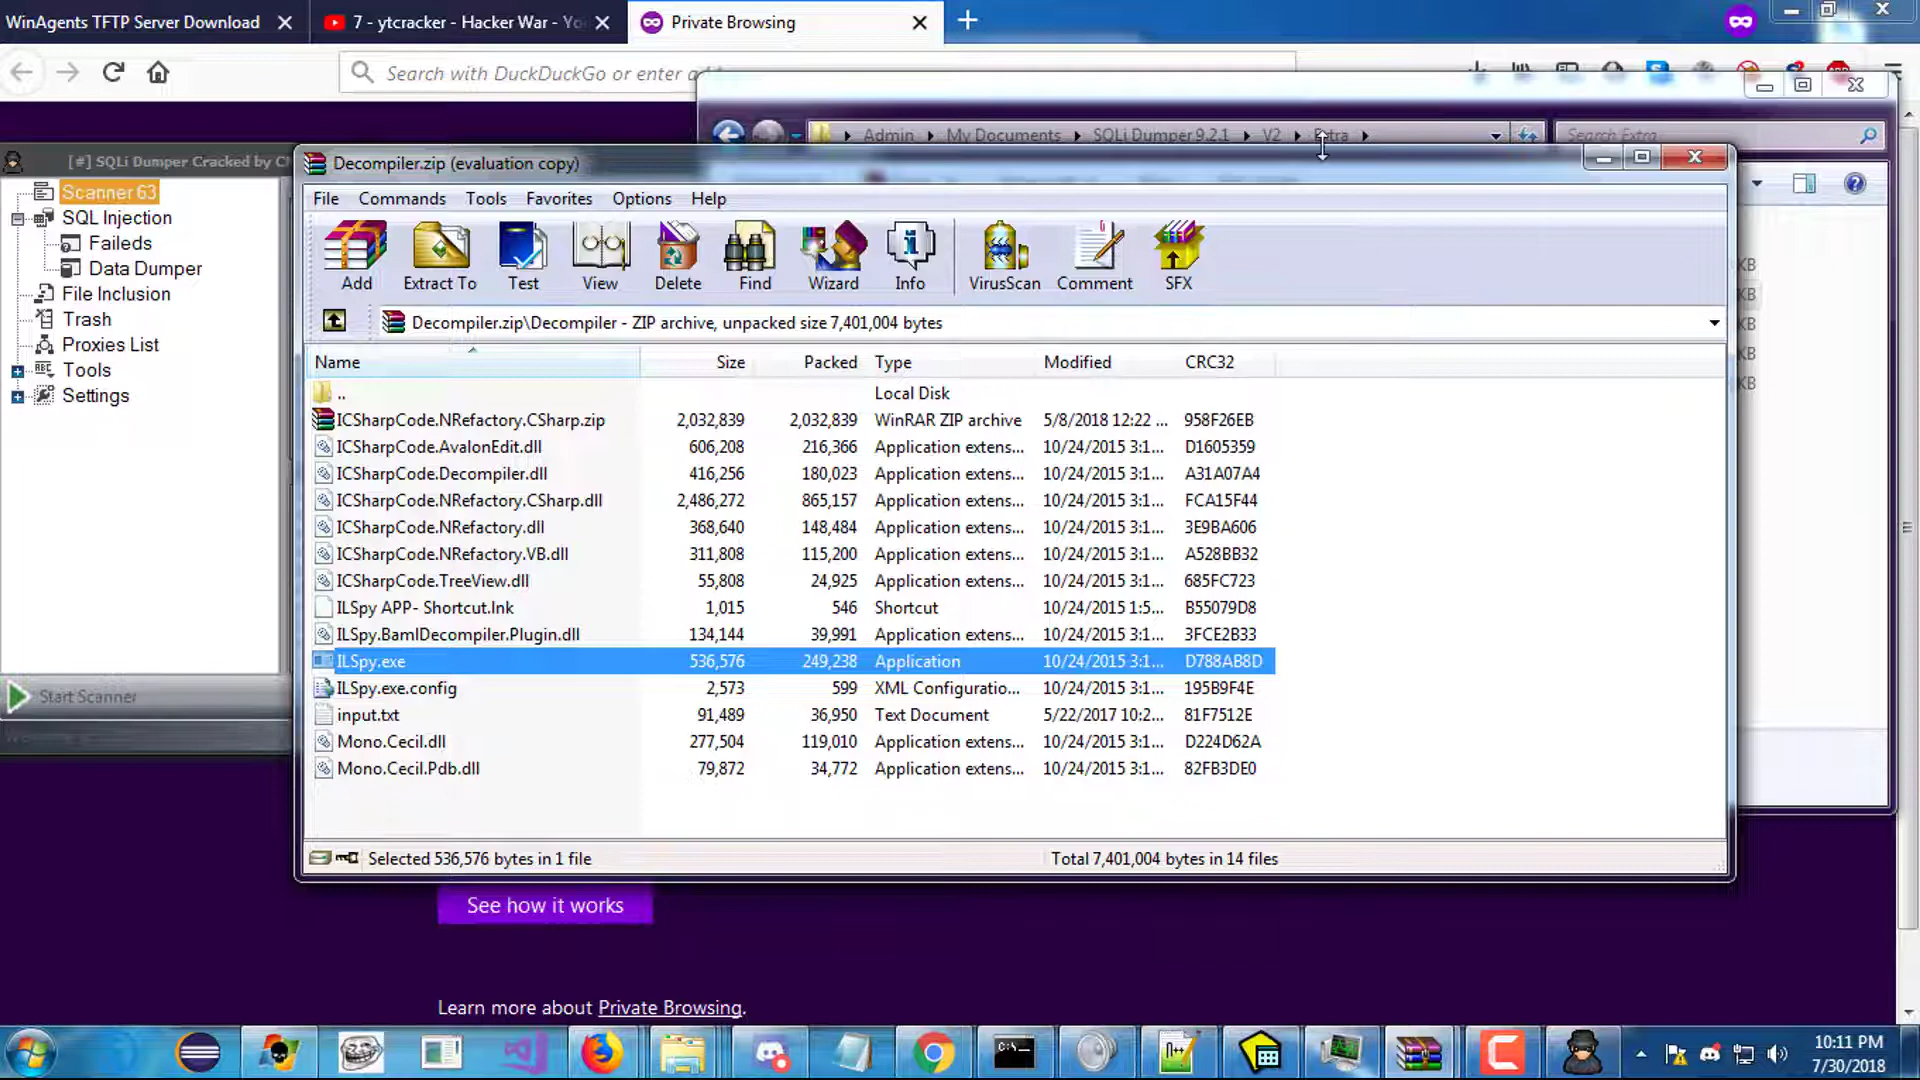 WinAgents TFTP Server Download
7 - ytcracker - Hacker War - Yo
Private Browsing
Search with DuckDuckGo or enter a
Admin My Documents SQLi Dumper 9.2.1 V2 Extra
Search Extra
[#] SQLi Dumper Cracked by C
Scanner 63
SQL Injection
Faileds
Data Dumper
File Inclusion
Trash
Proxies List
Tools
Settings
Start Scanner
Decompiler.zip (evaluation copy)
File Commands Tools Favorites Options Help
Add Extract To Test View Delete Find Wizard Info VirusScan Comment SFX
Decompiler.zip\Decompiler - ZIP archive, unpacked size 7,401,004 bytes
Name Size Packed Type Modified CRC32
.. Local Disk
ICSharpCode.NRefactory.CSharp.zip 2,032,839 2,032,839 WinRAR ZIP archive 5/8/2018 12:22 ... 958F26EB
ICSharpCode.AvalonEdit.dll 606,208 216,366 Application extens... 10/24/2015 3:1... D1605359
ICSharpCode.Decompiler.dll 416,256 180,023 Application extens... 10/24/2015 3:1... A31A07A4
ICSharpCode.NRefactory.CSharp.dll 2,486,272 865,157 Application extens... 10/24/2015 3:1... FCA15F44
ICSharpCode.NRefactory.dll 368,640 148,484 Application extens... 10/24/2015 3:1... 3E9BA606
ICSharpCode.NRefactory.VB.dll 311,808 115,200 Application extens... 10/24/2015 3:1... A528BB32
ICSharpCode.TreeView.dll 55,808 24,925 Application extens... 10/24/2015 3:1... 685FC723
ILSpy APP- Shortcut.lnk 1,015 546 Shortcut 10/24/2015 1:5... B55079D8
ILSpy.BamlDecompiler.Plugin.dll 134,144 39,991 Application extens... 10/24/2015 3:1... 3FCE2B33
ILSpy.exe 536,576 249,238 Application 10/24/2015 3:1... D788AB8D
ILSpy.exe.config 2,573 599 XML Configuratio... 10/24/2015 3:1... 195B9F4E
input.txt 91,489 36,950 Text Document 5/22/2017 10:2... 81F7512E
Mono.Cecil.dll 277,504 119,010 Application extens... 10/24/2015 3:1... D224D62A
Mono.Cecil.Pdb.dll 79,872 34,772 Application extens... 10/24/2015 3:1... 82FB3DE0
Selected 536,576 bytes in 1 file
Total 7,401,004 bytes in 14 files
KB
KB
KB
KB
KB
See how it works
Learn more about Private Browsing.
C:\
10:11 PM
7/30/2018